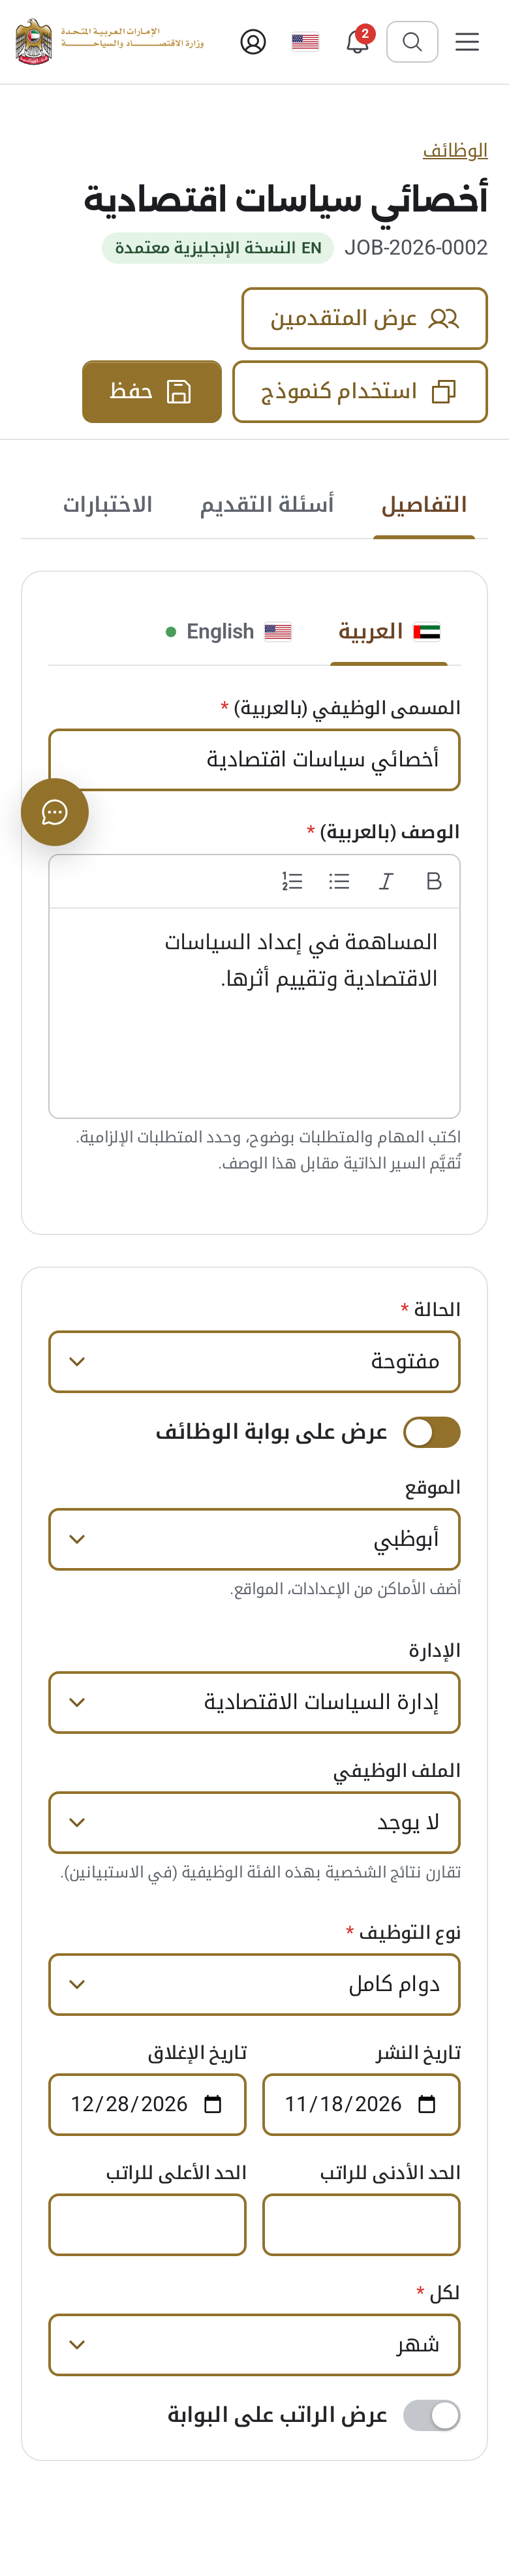 الإمارات العربية المتحدة
وزارة الاقتصاد والسياحة
2
الوظائف
أخصائي سياسات اقتصادية
JOB-2026-0002
EN النسخة الإنجليزية معتمدة
عرض المتقدمين
استخدام كنموذج
حفظ
التفاصيل
أسئلة التقديم
الاختبارات
العربية
English
المسمى الوظيفي (بالعربية) *
أخصائي سياسات اقتصادية
الوصف (بالعربية) *
B I
المساهمة في إعداد السياسات
الاقتصادية وتقييم أثرها.
اكتب المهام والمتطلبات بوضوح، وحدد المتطلبات الإلزامية.
تُقيَّم السير الذاتية مقابل هذا الوصف.
الحالة *
مفتوحة
عرض على بوابة الوظائف
الموقع
أبوظبي
أضف الأماكن من الإعدادات، المواقع.
الإدارة
إدارة السياسات الاقتصادية
الملف الوظيفي
لا يوجد
تقارن نتائج الشخصية بهذه الفئة الوظيفية (في الاستبيانين).
نوع التوظيف *
دوام كامل
تاريخ النشر
تاريخ الإغلاق
11/18/2026
12/28/2026
الحد الأدنى للراتب
الحد الأعلى للراتب
لكل *
شهر
عرض الراتب على البوابة